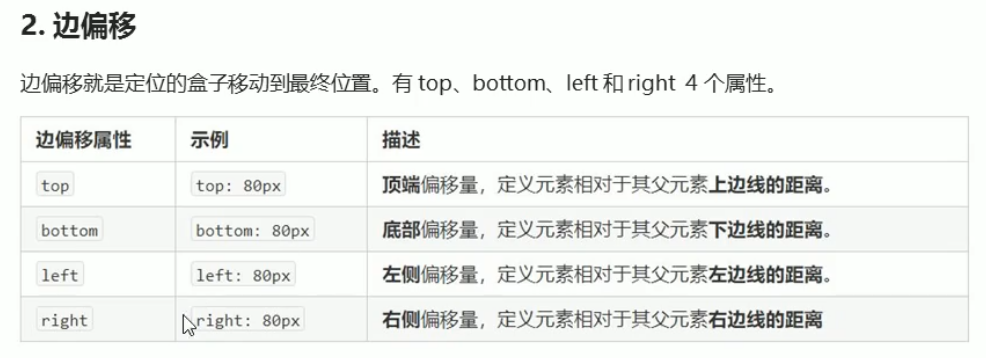 2. 边偏移
边偏移就是定位的盒子移动到最终位置。有 top、bottom、left 和 right 4 个属性。
边偏移属性 示例 描述
top top: 80px 顶端偏移量，定义元素相对于其父元素上边线的距离。
bottom bottom: 80px 底部偏移量，定义元素相对于其父元素下边线的距离。
left left: 80px 左侧偏移量，定义元素相对于其父元素左边线的距离。
right right: 80px 右侧偏移量，定义元素相对于其父元素右边线的距离